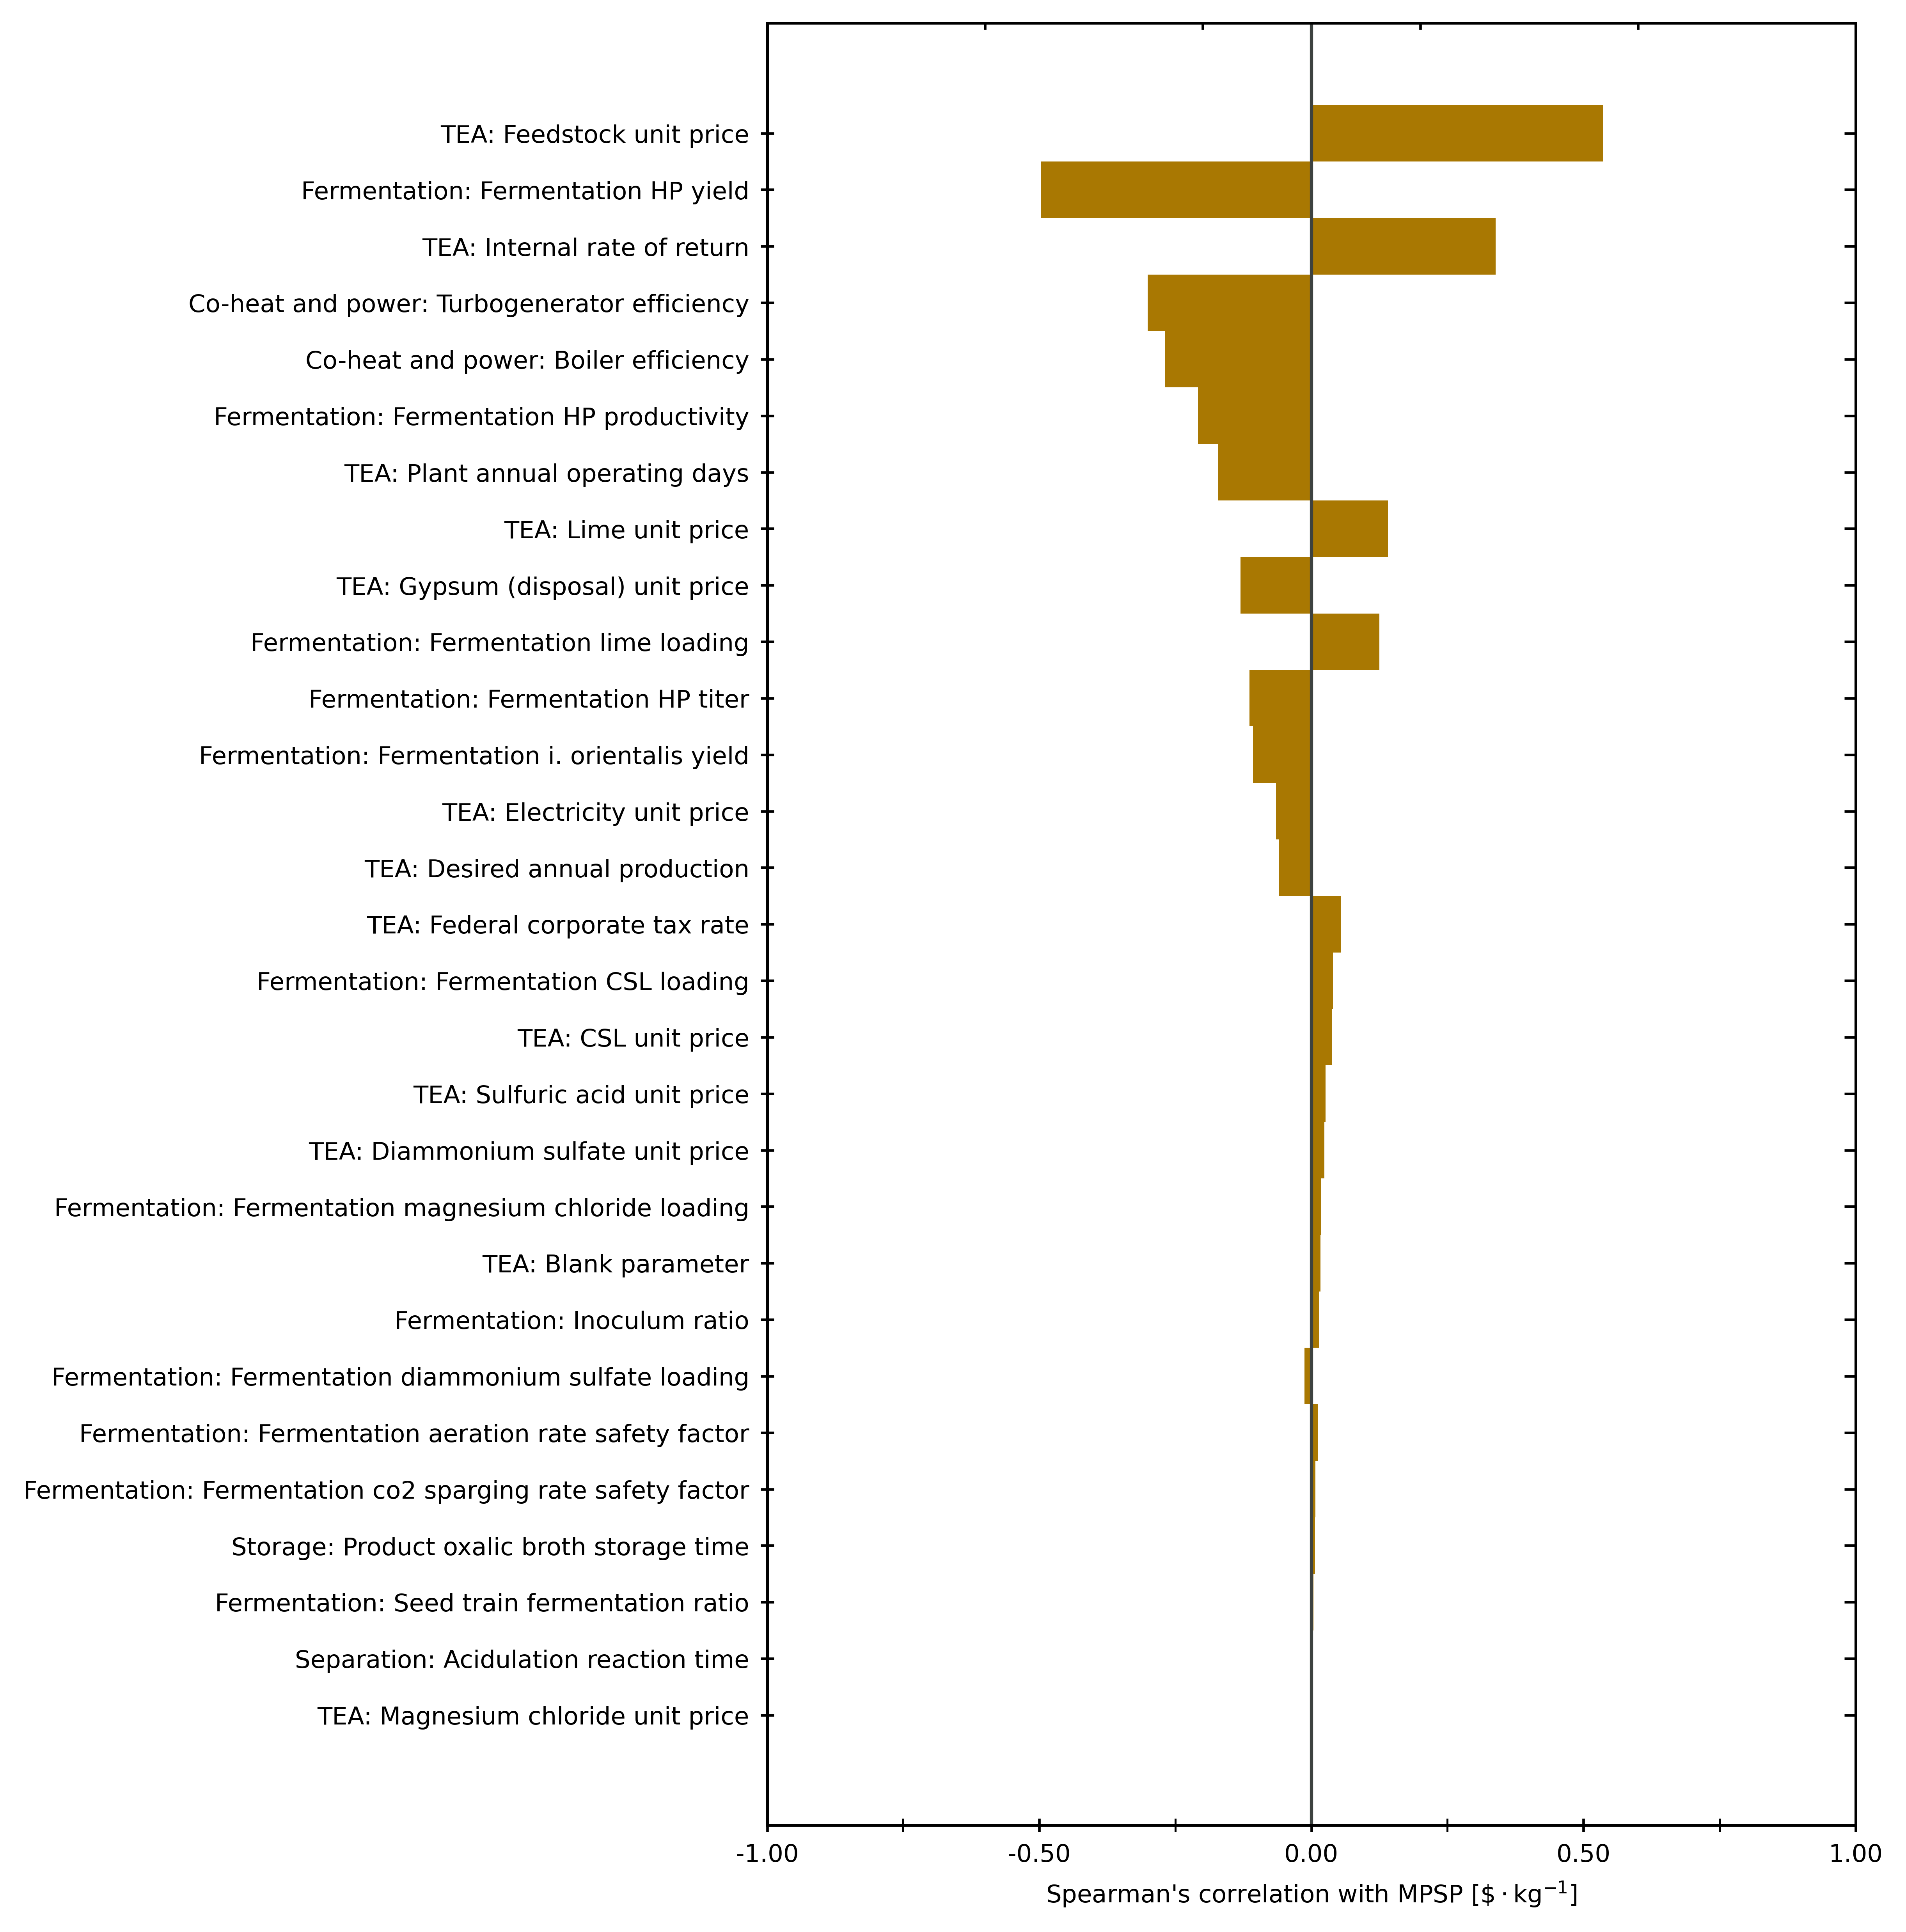 TEA: Feedstock unit price
Fermentation: Fermentation HP yield
TEA: Internal rate of return
Co-heat and power: Turbogenerator efficiency
Co-heat and power: Boiler efficiency
Fermentation: Fermentation HP productivity
TEA: Plant annual operating days
TEA: Lime unit price
TEA: Gypsum (disposal) unit price
Fermentation: Fermentation lime loading
Fermentation: Fermentation HP titer
Fermentation: Fermentation i. orientalis yield
TEA: Electricity unit price
TEA: Desired annual production
TEA: Federal corporate tax rate
Fermentation: Fermentation CSL loading
TEA: CSL unit price
TEA: Sulfuric acid unit price
TEA: Diammonium sulfate unit price
Fermentation: Fermentation magnesium chloride loading
TEA: Blank parameter
Fermentation: Inoculum ratio
Fermentation: Fermentation diammonium sulfate loading
Fermentation: Fermentation aeration rate safety factor
Fermentation: Fermentation co2 sparging rate safety factor
Storage: Product oxalic broth storage time
Fermentation: Seed train fermentation ratio
Separation: Acidulation reaction time
TEA: Magnesium chloride unit price
-1.00 -0.50 0.00 0.50 1.00
Spearman's correlation with MPSP [$ · kg⁻¹]